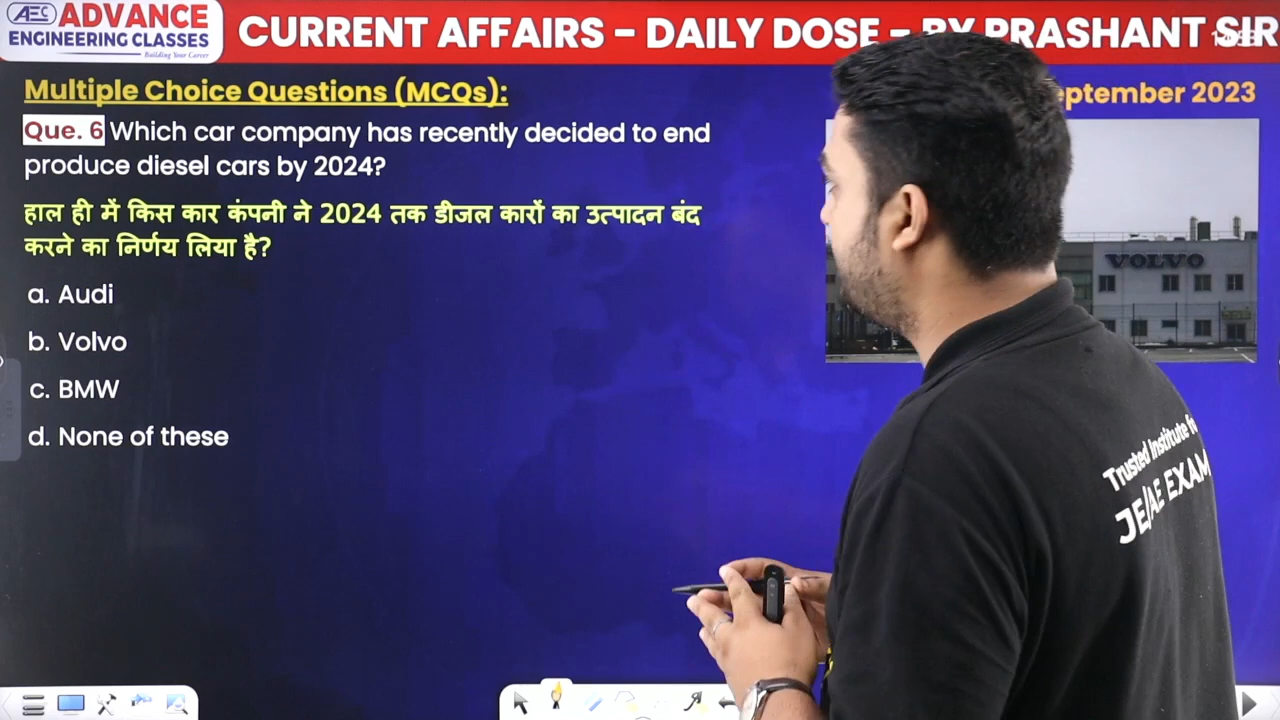 AEC ADVANCE
ENGINEERING CLASSES
Building Your Career
CURRENT AFFAIRS - DAILY DOSE - BY PRASHANT SIR
Multiple Choice Questions (MCQs):
eptember 2023
Que. 6 Which car company has recently decided to end
produce diesel cars by 2024?
हाल ही में किस कार कंपनी ने 2024 तक डीजल कारों का उत्पादन बंद
करने का निर्णय लिया है?
a. Audi
b. Volvo
c. BMW
d. None of these
VOLVO
Trusted Institute
JE/AE EXAM